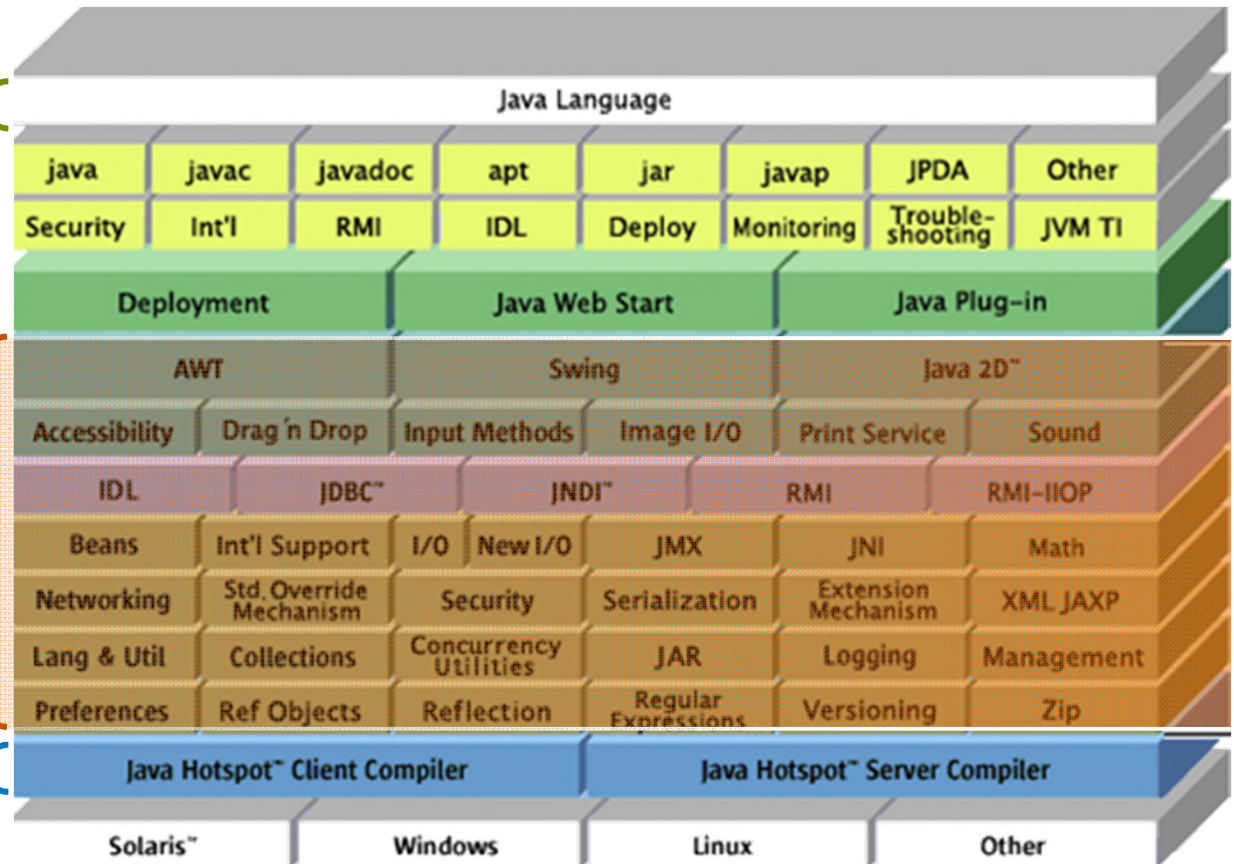 Java Language
java javac javadoc apt jar javap JPDA Other
Security Int'l RMI IDL Deploy Monitoring Trouble-shooting JVM TI
Deployment Java Web Start Java Plug-in
AWT Swing Java 2D™
Accessibility Drag 'n Drop Input Methods Image I/O Print Service Sound
IDL JDBC™ JNDI™ RMI RMI-IIOP
Beans Int'l Support I/O New I/O JMX JNI Math
Networking Std. Override Mechanism Security Serialization Extension Mechanism XML JAXP
Lang & Util Collections Concurrency Utilities JAR Logging Management
Preferences Ref Objects Reflection Regular Expressions Versioning Zip
Java Hotspot™ Client Compiler Java Hotspot™ Server Compiler
Solaris™ Windows Linux Other